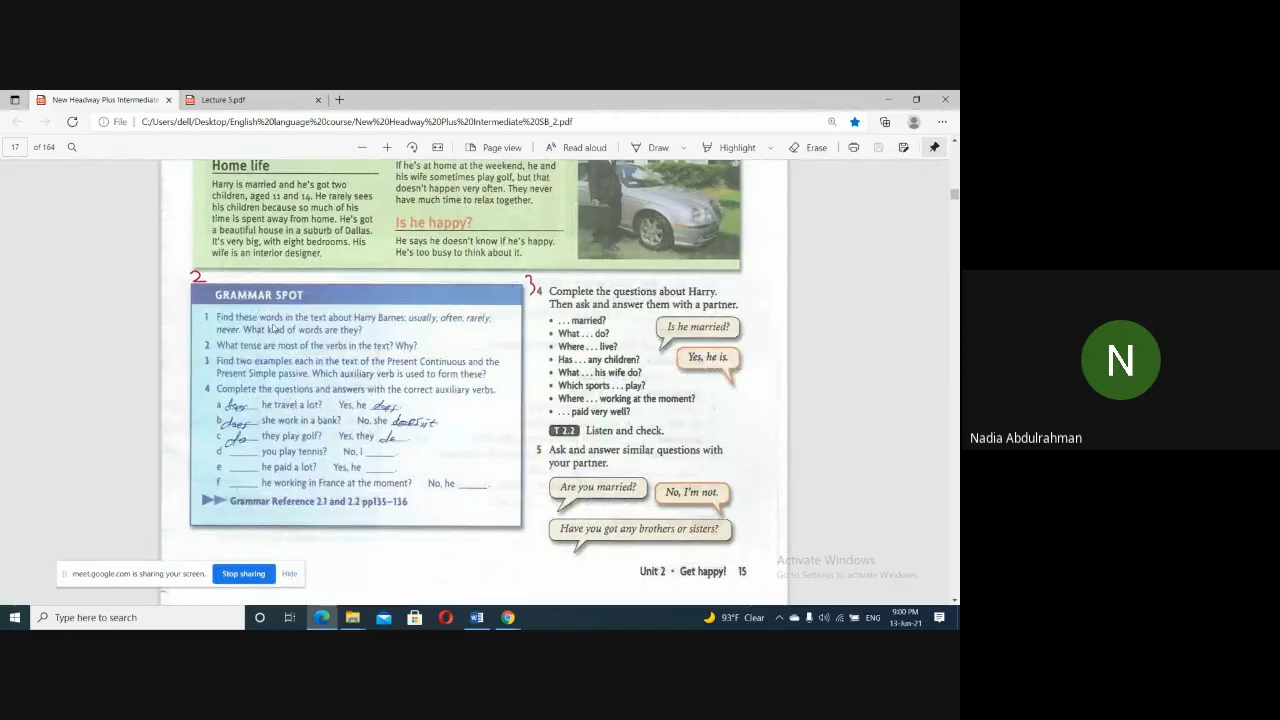 New Headway Plus Intermediate
Lecture 5.pdf
File
C:/Users/dell/Desktop/English%20language%20course/New%20Headway%20Plus%20Intermediate%20SB_2.pdf
17 of 164
Page view
Read aloud
Draw
Highlight
Erase
Home life
Harry is married and he's got two
children, aged 11 and 14. He rarely sees
his children because so much of his
time is spent away from home. He's got
a beautiful house in a suburb of Dallas.
It's very big, with eight bedrooms. His
wife is an interior designer.
If he's at home at the weekend, he and
his wife sometimes play golf, but that
doesn't happen very often. They never
have much time to relax together.
Is he happy?
He says he doesn't know if he's happy.
He's too busy to think about it.
2
GRAMMAR SPOT
1 Find these words in the text about Harry Barnes: usually, often, rarely,
never. What kind of words are they?
2 What tense are most of the verbs in the text? Why?
3 Find two examples each in the text of the Present Continuous and the
Present Simple passive. Which auxiliary verb is used to form these?
4 Complete the questions and answers with the correct auxiliary verbs.
a does he travel a lot? Yes, he does.
b does she work in a bank? No, she doesn't
c do they play golf? Yes, they do.
d ____ you play tennis? No, I ____.
e ____ he paid a lot? Yes, he ____.
f ____ he working in France at the moment? No, he ____.
Grammar Reference 2.1 and 2.2 pp135–136
3
4 Complete the questions about Harry.
Then ask and answer them with a partner.
• . . . married?
• What . . . do?
• Where . . . live?
• Has . . . any children?
• What . . . his wife do?
• Which sports . . . play?
• Where . . . working at the moment?
• . . . paid very well?
Is he married?
Yes, he is.
T 2.2 Listen and check.
5 Ask and answer similar questions with
your partner.
Are you married?
No, I'm not.
Have you got any brothers or sisters?
Unit 2 • Get happy! 15
Activate Windows
Go to Settings to activate Windows.
meet.google.com is sharing your screen.
Stop sharing
Hide
Type here to search
93°F Clear
ENG
9:00 PM
13-Jun-21
N
Nadia Abdulrahman